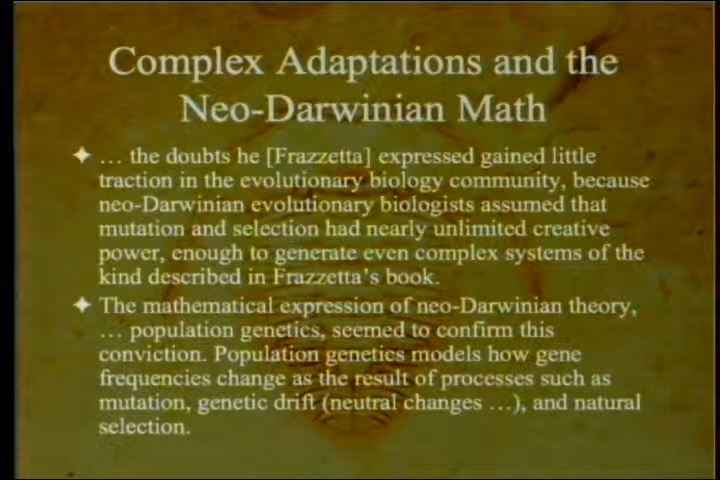 Complex Adaptations and the
Neo-Darwinian Math
… the doubts he [Frazzetta] expressed gained little
traction in the evolutionary biology community, because
neo-Darwinian evolutionary biologists assumed that
mutation and selection had nearly unlimited creative
power, enough to generate even complex systems of the
kind described in Frazzetta's book.
The mathematical expression of neo-Darwinian theory,
… population genetics, seemed to confirm this
conviction. Population genetics models how gene
frequencies change as the result of processes such as
mutation, genetic drift (neutral changes …), and natural
selection.